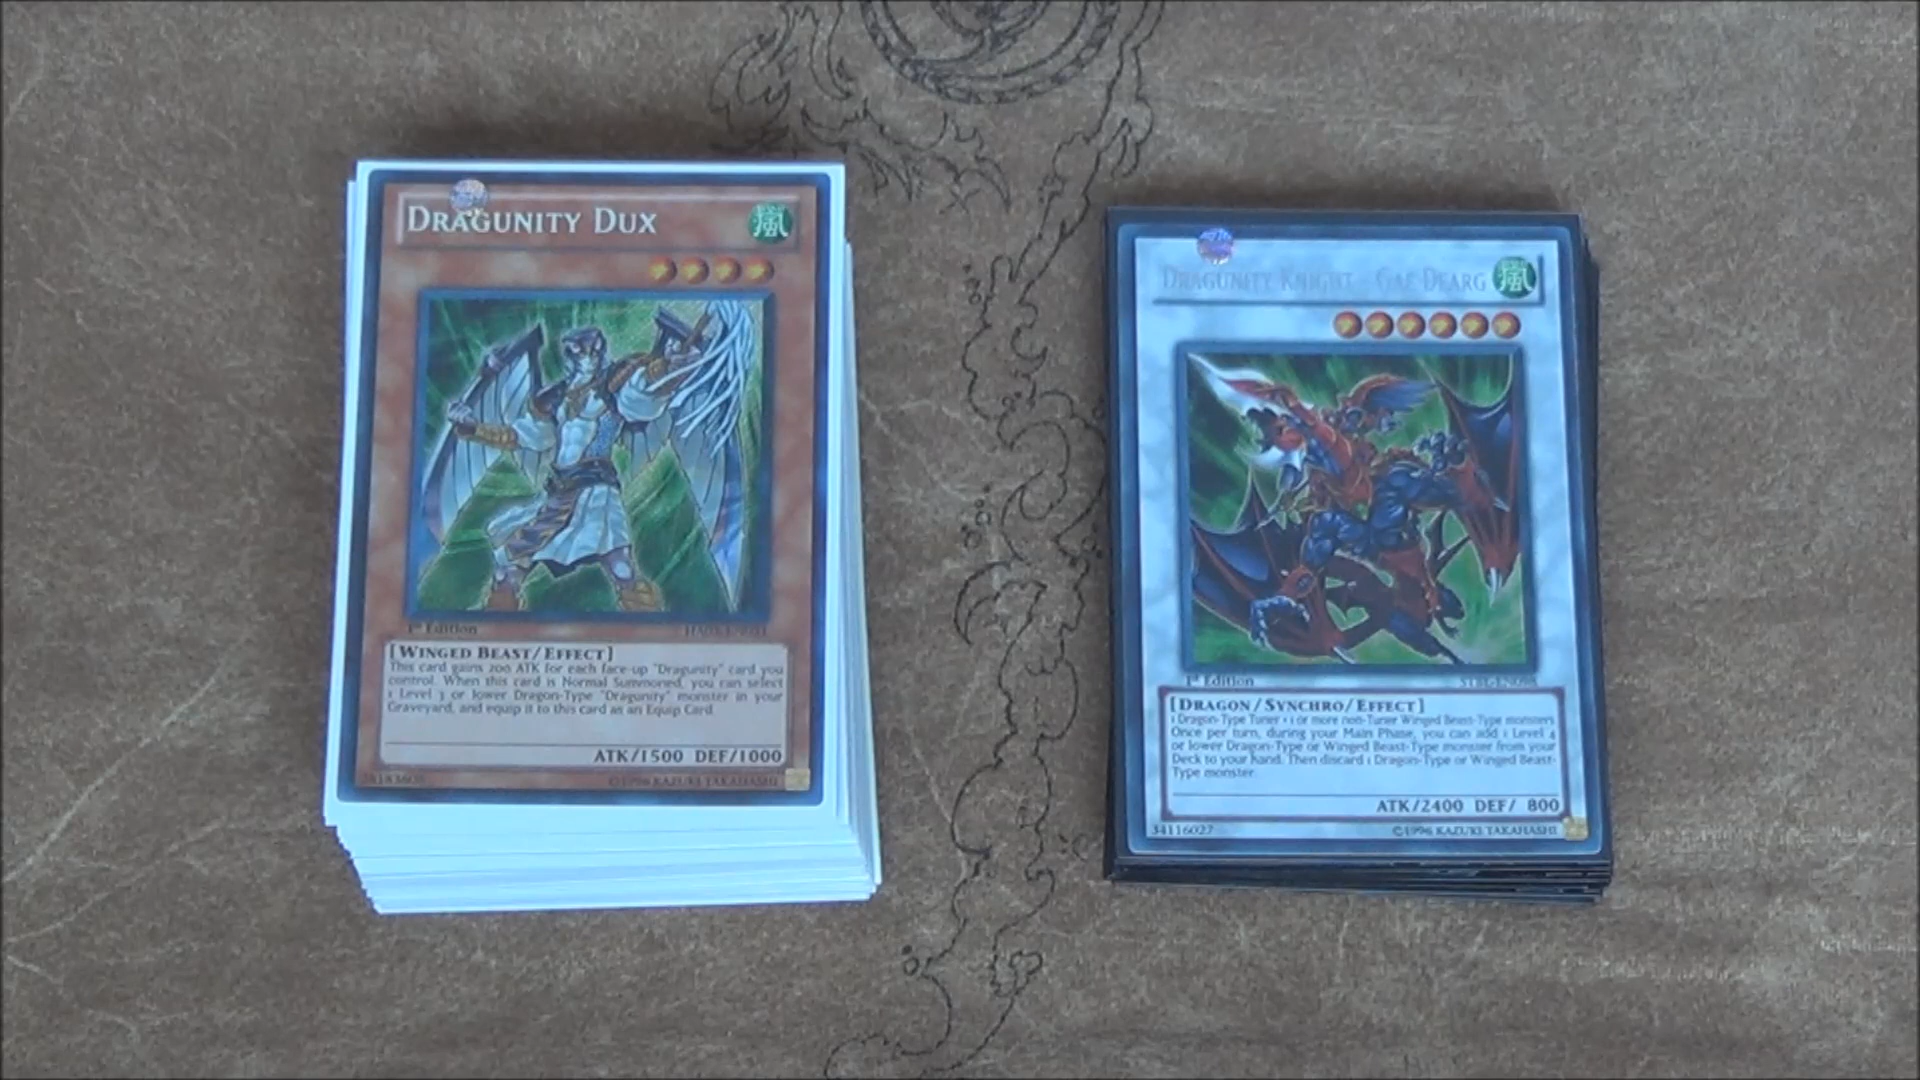 DRAGUNITY DUX
風
1st Edition
[WINGED BEAST/EFFECT]
This card gains 200 ATK for each face-up "Dragunity" card you
control. When this card is Normal Summoned, you can select
1 Level 3 or lower Dragon-Type "Dragunity" monster in your
Graveyard, and equip it to this card as an Equip Card.
ATK/1500 DEF/1000
©1996 KAZUKI TAKAHASHI
DRAGUNITY KNIGHT - GAE DEARG
風
1st Edition
[DRAGON/SYNCHRO/EFFECT]
1 Dragon-Type Tuner + 1 or more non-Tuner Winged Beast-Type monsters
Once per turn, during your Main Phase, you can add 1 Level 4
or lower Dragon-Type or Winged Beast-Type monster from your
Deck to your hand. Then discard 1 Dragon-Type or Winged Beast-
Type monster.
ATK/2400 DEF/ 800
34116027
©1996 KAZUKI TAKAHASHI